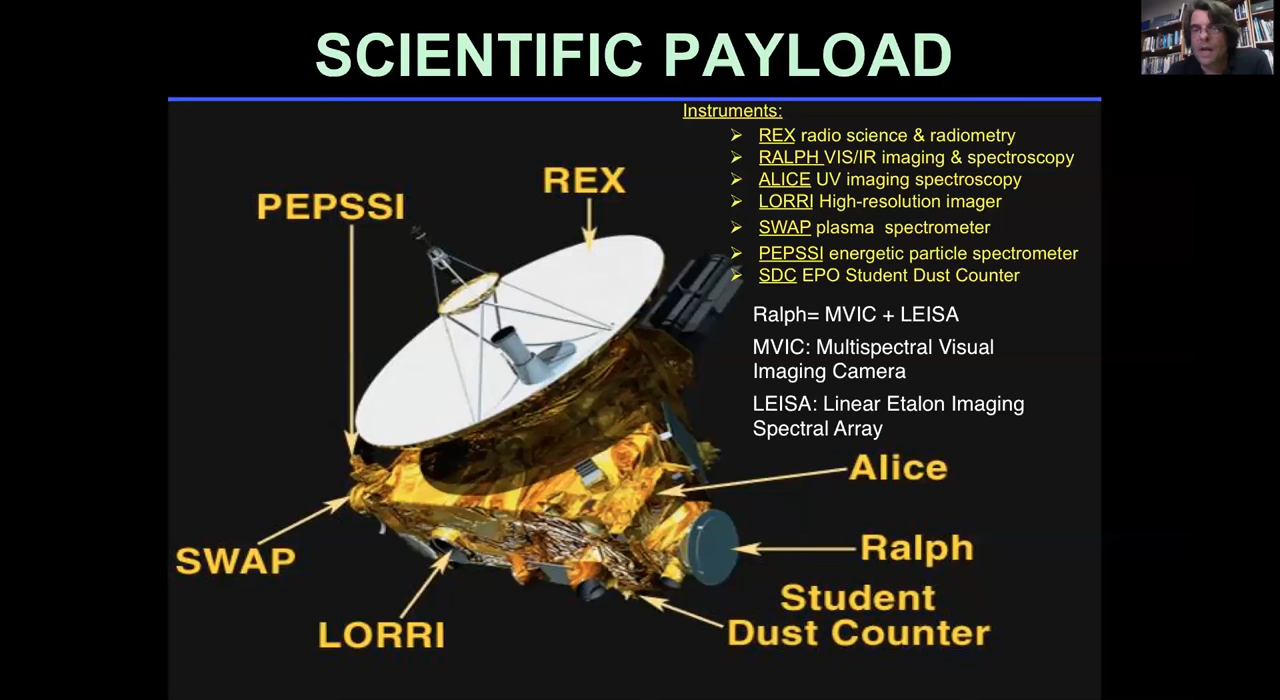 SCIENTIFIC PAYLOAD
Instruments:
➢ REX radio science & radiometry
➢ RALPH VIS/IR imaging & spectroscopy
➢ ALICE UV imaging spectroscopy
➢ LORRI High-resolution imager
➢ SWAP plasma spectrometer
➢ PEPSSI energetic particle spectrometer
➢ SDC EPO Student Dust Counter
Ralph= MVIC + LEISA
MVIC: Multispectral Visual
Imaging Camera
LEISA: Linear Etalon Imaging
Spectral Array
REX
PEPSSI
Alice
Ralph
SWAP
Student
Dust Counter
LORRI